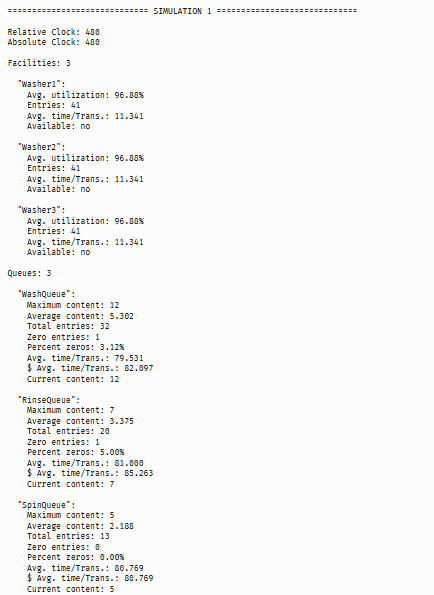 ============================= SIMULATION 1 =============================
Relative Clock: 480
Absolute Clock: 480
Facilities: 3
"Washer1":
Avg. utilization: 96.88%
Entries: 41
Avg. time/Trans.: 11.341
Available: no
"Washer2":
Avg. utilization: 96.88%
Entries: 41
Avg. time/Trans.: 11.341
Available: no
"Washer3":
Avg. utilization: 96.88%
Entries: 41
Avg. time/Trans.: 11.341
Available: no
Queues: 3
"WashQueue":
Maximum content: 12
Average content: 5.302
Total entries: 32
Zero entries: 1
Percent zeros: 3.12%
Avg. time/Trans.: 79.531
$ Avg. time/Trans.: 82.097
Current content: 12
"RinseQueue":
Maximum content: 7
Average content: 3.375
Total entries: 20
Zero entries: 1
Percent zeros: 5.00%
Avg. time/Trans.: 81.000
$ Avg. time/Trans.: 85.263
Current content: 7
"SpinQueue":
Maximum content: 5
Average content: 2.188
Total entries: 13
Zero entries: 0
Percent zeros: 0.00%
Avg. time/Trans.: 80.769
$ Avg. time/Trans.: 80.769
Current content: 5